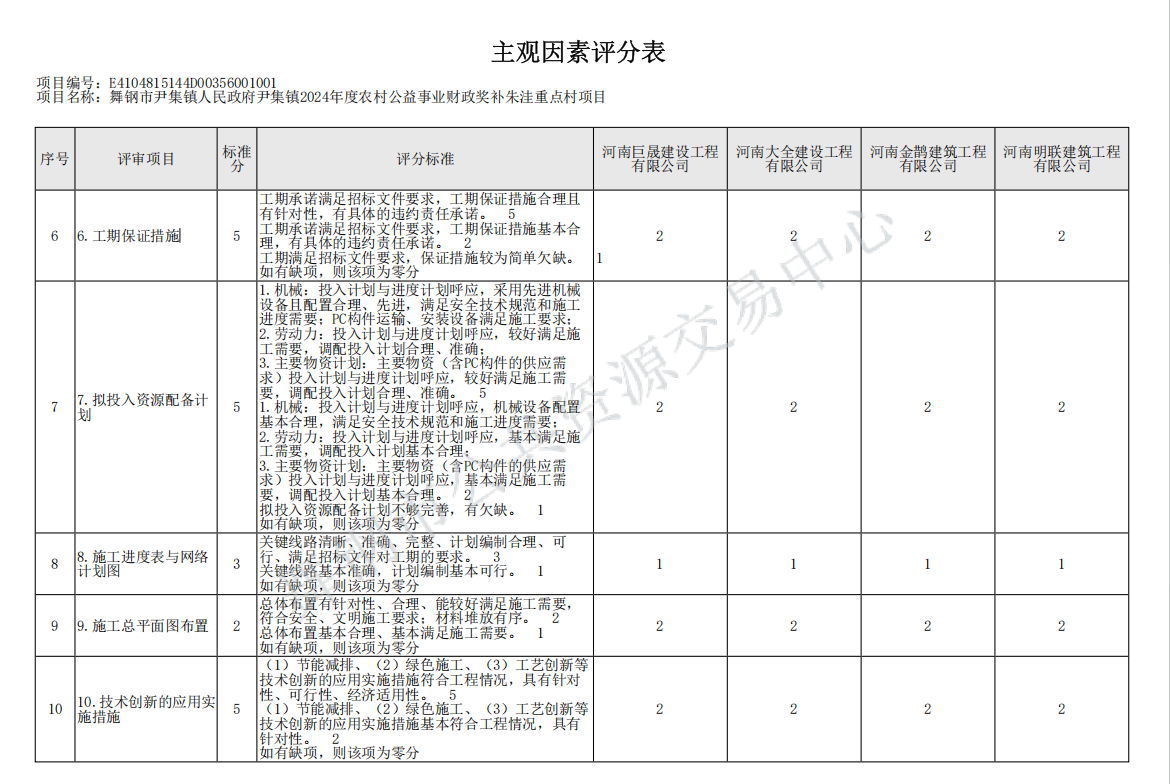 主观因素评分表
项目编号：E4104815144D00356001001
项目名称：舞钢市尹集镇人民政府尹集镇2024年度农村公益事业财政奖补朱洼重点村项目
序号 评审项目 标准分 评分标准 河南巨晟建设工程有限公司 河南大全建设工程有限公司 河南金鹊建筑工程有限公司 河南明联建筑工程有限公司
6 6.工期保证措施 5
工期承诺满足招标文件要求，工期保证措施合理且
有针对性，有具体的违约责任承诺。 5
工期承诺满足招标文件要求，工期保证措施基本合
理，有具体的违约责任承诺。 2
工期满足招标文件要求，保证措施较为简单欠缺。 1
如有缺项，则该项为零分
2 2 2 2
7 7.拟投入资源配备计
划
5
1.机械：投入计划与进度计划呼应，采用先进机械
设备且配置合理、先进，满足安全技术规范和施工
进度需要；PC构件运输、安装设备满足施工要求；
2.劳动力：投入计划与进度计划呼应，较好满足施
工需要，调配投入计划合理、准确；
3.主要物资计划：主要物资（含PC构件的供应需
求）投入计划与进度计划呼应，较好满足施工需
要，调配投入计划合理、准确。 5
1.机械：投入计划与进度计划呼应，机械设备配置
基本合理，满足安全技术规范和施工进度需要；
2.劳动力：投入计划与进度计划呼应，基本满足施
工需要，调配投入计划基本合理；
3.主要物资计划：主要物资（含PC构件的供应需
求）投入计划与进度计划呼应，基本满足施工需
要，调配投入计划基本合理。 2
拟投入资源配备计划不够完善，有欠缺。 1
如有缺项，则该项为零分
2 2 2 2
8 8.施工进度表与网络
计划图
3
关键线路清晰、准确、完整、计划编制合理、可
行、满足招标文件对工期的要求。 3
关键线路基本准确，计划编制基本可行。 1
如有缺项，则该项为零分
1 1 1 1
9 9.施工总平面图布置 2
总体布置有针对性、合理、能较好满足施工需要，
符合安全、文明施工要求；材料堆放有序。 2
总体布置基本合理、基本满足施工需要。 1
如有缺项，则该项为零分
2 2 2 2
10 10.技术创新的应用实
施措施
5
（1）节能减排、（2）绿色施工、（3）工艺创新等
技术创新的应用实施措施符合工程情况，具有针对
性、可行性、经济适用性。 5
（1）节能减排、（2）绿色施工、（3）工艺创新等
技术创新的应用实施措施基本符合工程情况，具有
针对性。 2
如有缺项，则该项为零分
2 2 2 2
公共资源交易中心